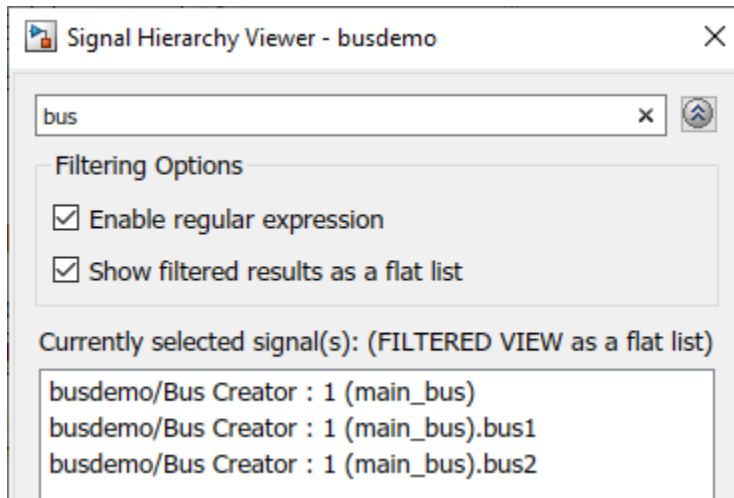 Signal Hierarchy Viewer - busdemo
bus
Filtering Options
Enable regular expression
Show filtered results as a flat list
Currently selected signal(s): (FILTERED VIEW as a flat list)
busdemo/Bus Creator : 1 (main_bus)
busdemo/Bus Creator : 1 (main_bus).bus1
busdemo/Bus Creator : 1 (main_bus).bus2